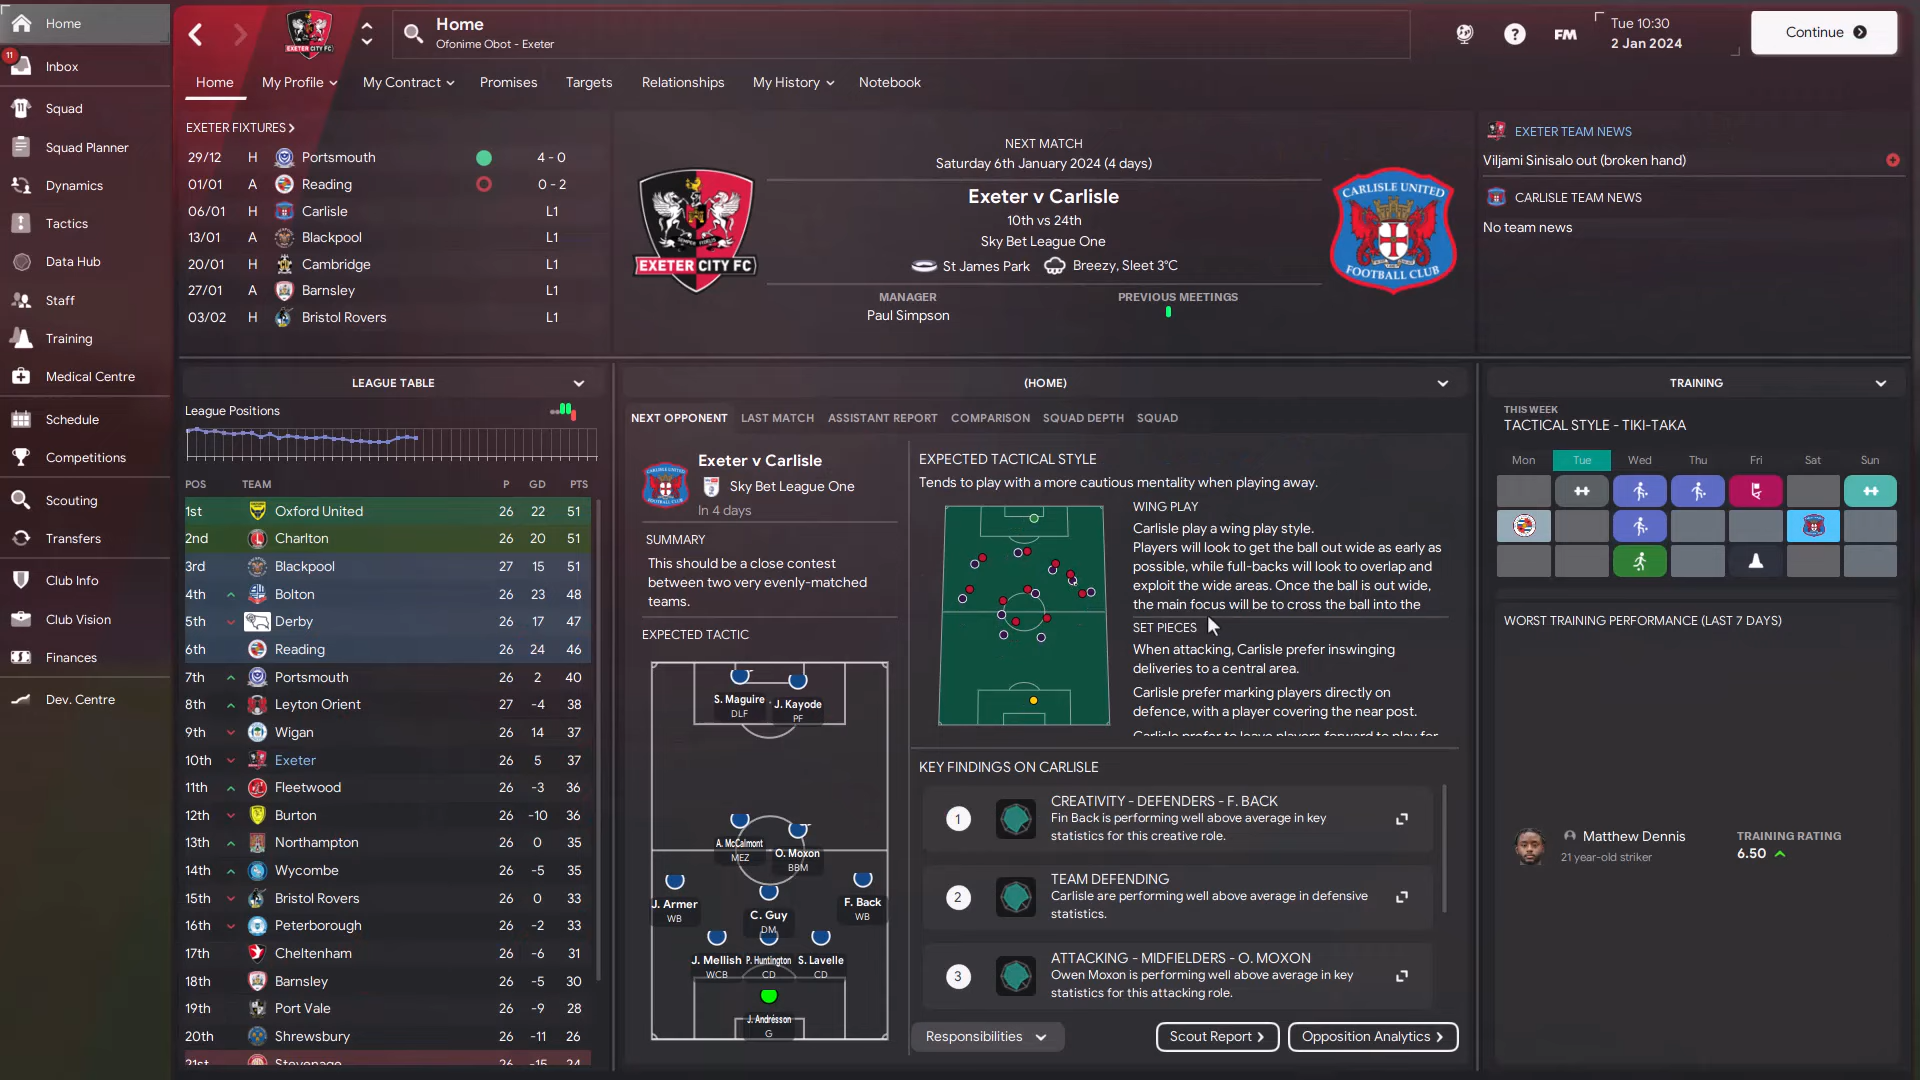 Home
11
Inbox
Squad
Squad Planner
Dynamics
Tactics
Data Hub
Staff
Training
Medical Centre
Schedule
Competitions
Scouting
Transfers
Club Info
Club Vision
Finances
Dev. Centre
EXETER CITY FC
Home
Ofonime Obot - Exeter
?
FM
Tue 10:30
2 Jan 2024
Continue
Home My Profile My Contract Promises Targets Relationships My History Notebook
EXETER FIXTURES
29/12 H Portsmouth 4 - 0
01/01 A Reading 0 - 2
06/01 H Carlisle L1
13/01 A Blackpool L1
20/01 H Cambridge L1
27/01 A Barnsley L1
03/02 H Bristol Rovers L1
EXETER CITY FC
NEXT MATCH
Saturday 6th January 2024 (4 days)
Exeter v Carlisle
10th vs 24th
Sky Bet League One
St James Park Breezy, Sleet 3°C
MANAGER PREVIOUS MEETINGS
Paul Simpson
CARLISLE UNITED
FOOTBALL CLUB
EXETER TEAM NEWS
Viljami Sinisalo out (broken hand)
CARLISLE TEAM NEWS
No team news
LEAGUE TABLE
League Positions
POS TEAM P GD PTS
1st Oxford United 26 22 51
2nd Charlton 26 20 51
3rd Blackpool 27 15 51
4th Bolton 26 23 48
5th Derby 26 17 47
6th Reading 26 24 46
7th Portsmouth 26 2 40
8th Leyton Orient 27 -4 38
9th Wigan 26 14 37
10th Exeter 26 5 37
11th Fleetwood 26 -3 36
12th Burton 26 -10 36
13th Northampton 26 0 35
14th Wycombe 26 -5 35
15th Bristol Rovers 26 0 33
16th Peterborough 26 -2 33
17th Cheltenham 26 -6 31
18th Barnsley 26 -5 30
19th Port Vale 26 -9 28
20th Shrewsbury 26 -11 26
21st Stevenage 26 -15 24
(HOME)
NEXT OPPONENT LAST MATCH ASSISTANT REPORT COMPARISON SQUAD DEPTH SQUAD
Exeter v Carlisle
Sky Bet League One
In 4 days
SUMMARY
This should be a close contest
between two very evenly-matched
teams.
EXPECTED TACTIC
S. Maguire
DLF
J. Kayode
PF
A. McCalmont
MEZ
O. Moxon
BBM
J. Armer
WB
C. Guy
DM
F. Back
WB
J. Mellish
WCB
P. Huntington
CD
S. Lavelle
CD
J. Andrésson
G
EXPECTED TACTICAL STYLE
Tends to play with a more cautious mentality when playing away.
WING PLAY
Carlisle play a wing play style.
Players will look to get the ball out wide as early as
possible, while full-backs will look to overlap and
exploit the wide areas. Once the ball is out wide,
the main focus will be to cross the ball into the
SET PIECES
When attacking, Carlisle prefer inswinging
deliveries to a central area.
Carlisle prefer marking players directly on
defence, with a player covering the near post.
Carlisle prefer to leave players forward to play for
KEY FINDINGS ON CARLISLE
1
CREATIVITY - DEFENDERS - F. BACK
Fin Back is performing well above average in key
statistics for this creative role.
2
TEAM DEFENDING
Carlisle are performing well above average in defensive
statistics.
3
ATTACKING - MIDFIELDERS - O. MOXON
Owen Moxon is performing well above average in key
statistics for this attacking role.
Responsibilities
Scout Report
Opposition Analytics
TRAINING
THIS WEEK
TACTICAL STYLE - TIKI-TAKA
Mon Tue Wed Thu Fri Sat Sun
WORST TRAINING PERFORMANCE (LAST 7 DAYS)
Matthew Dennis
21 year-old striker
TRAINING RATING
6.50